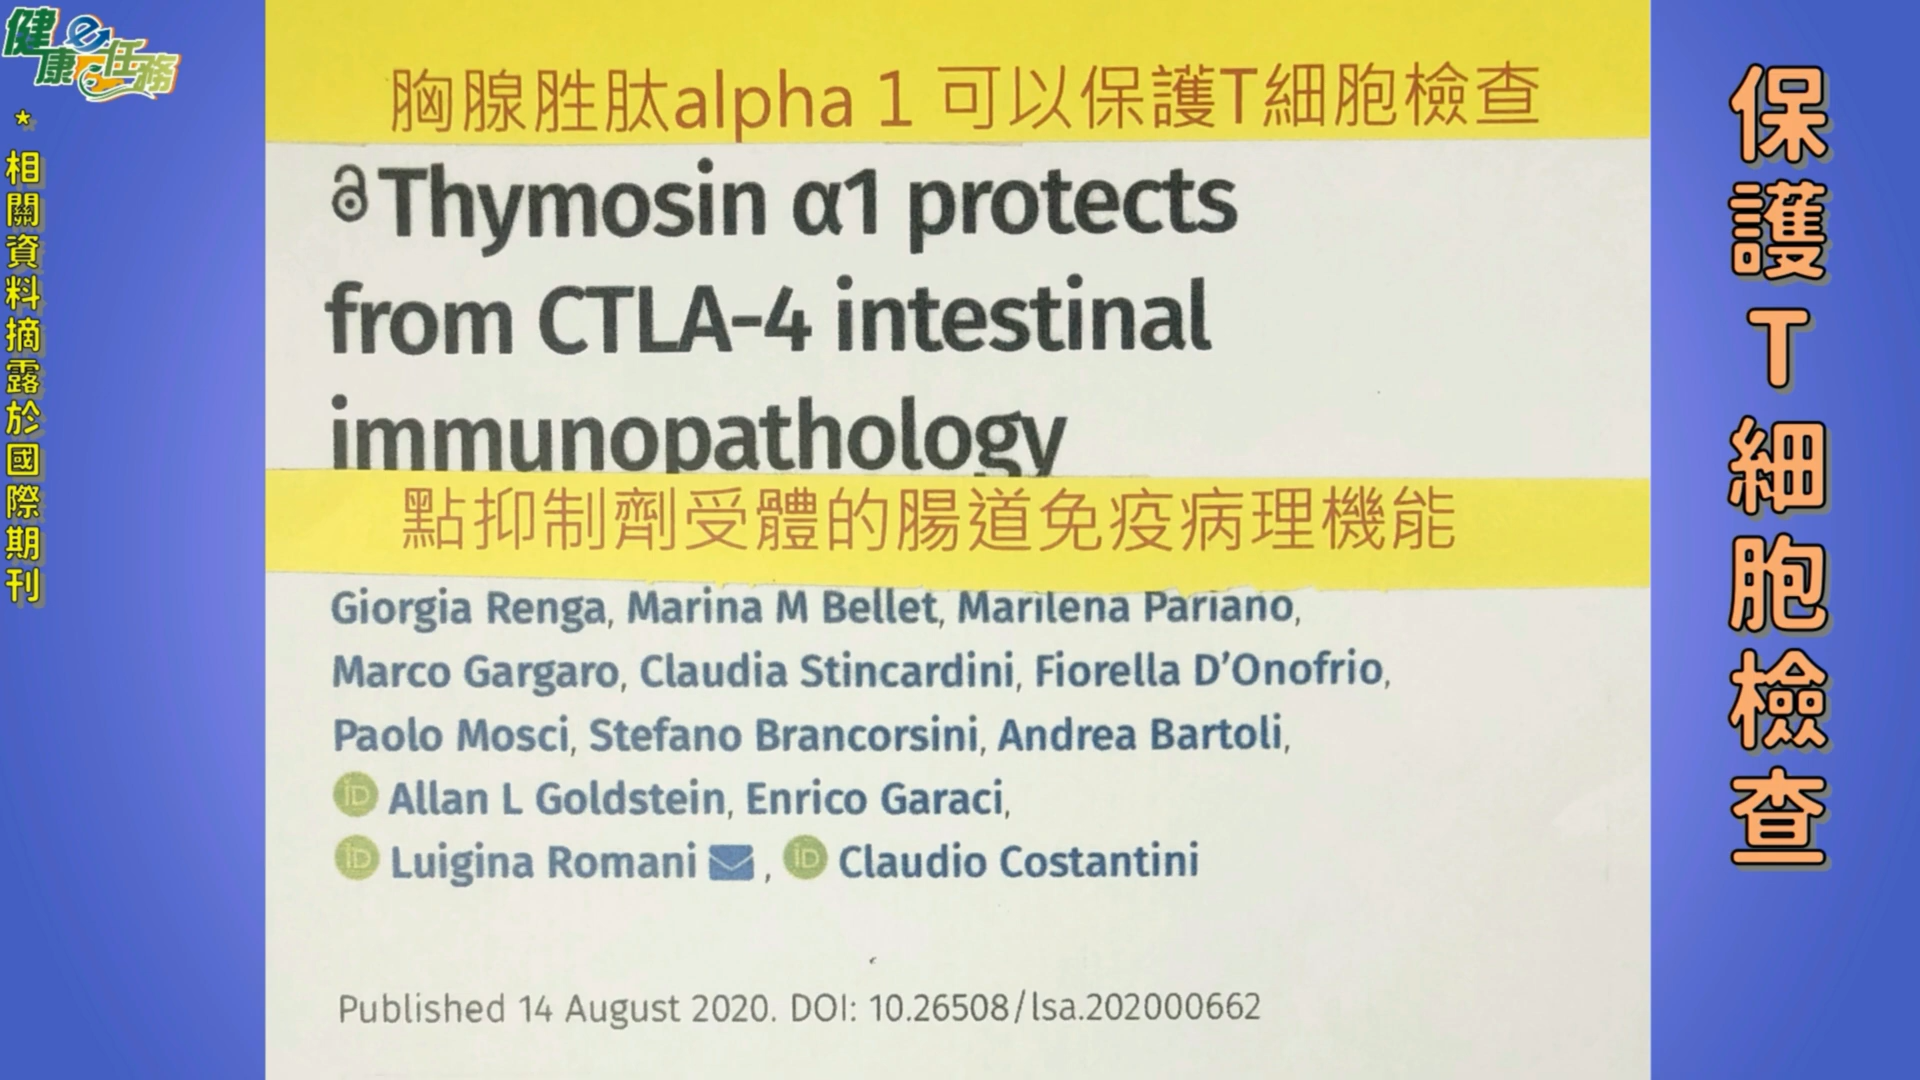 健康e任務
*相關資料摘露於國際期刊
胸腺胜肽alpha 1 可以保護T細胞檢查
Thymosin α1 protects
from CTLA-4 intestinal
immunopathology
點抑制劑受體的腸道免疫病理機能
Giorgia Renga, Marina M Bellet, Marilena Pariano,
Marco Gargaro, Claudia Stincardini, Fiorella D’Onofrio,
Paolo Mosci, Stefano Brancorsini, Andrea Bartoli,
iD Allan L Goldstein, Enrico Garaci,
iD Luigina Romani, iD Claudio Costantini
Published 14 August 2020. DOI: 10.26508/lsa.202000662
保護T細胞檢查